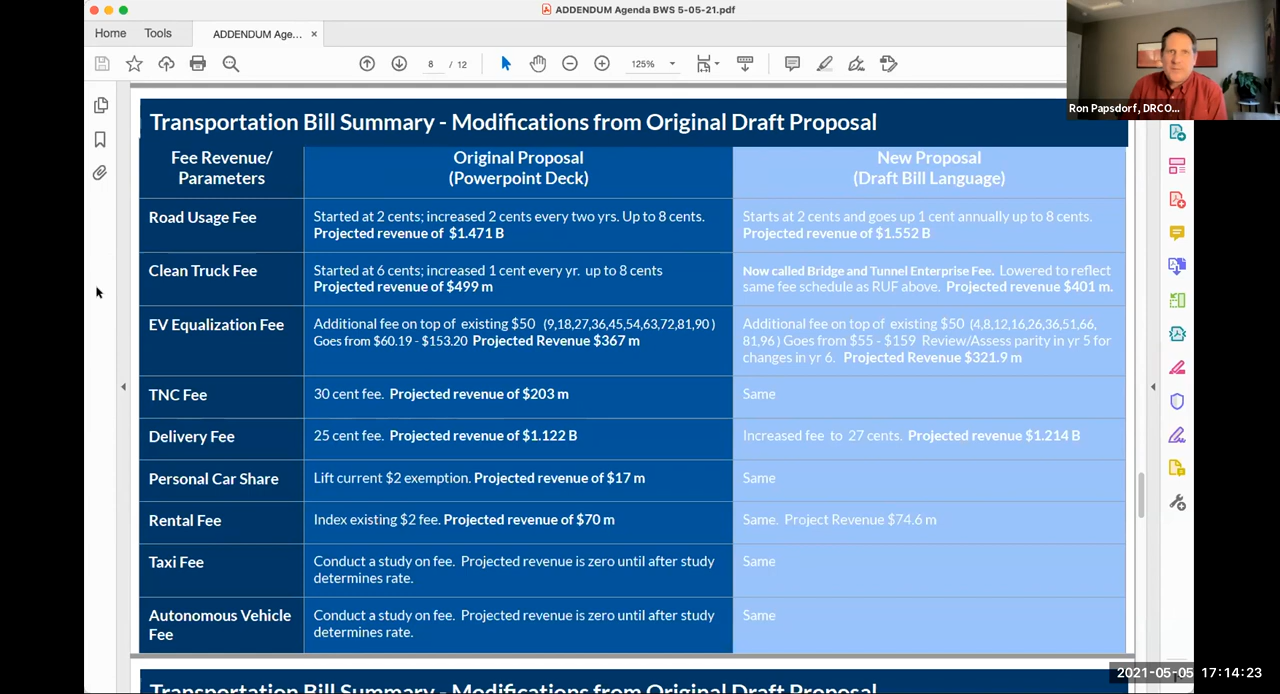 ADDENDUM Agenda BWS 5-05-21.pdf
Home
Tools
ADDENDUM Age...
×
8 / 12
125%
Ron Papsdorf, DRCO...
Transportation Bill Summary - Modifications from Original Draft Proposal
Fee Revenue/
Parameters
Original Proposal
(Powerpoint Deck)
New Proposal
(Draft Bill Language)
Road Usage Fee
Started at 2 cents; increased 2 cents every two yrs. Up to 8 cents.
Projected revenue of $1.471 B
Starts at 2 cents and goes up 1 cent annually up to 8 cents.
Projected revenue of $1.552 B
Clean Truck Fee
Started at 6 cents; increased 1 cent every yr. up to 8 cents
Projected revenue of $499 m
Now called Bridge and Tunnel Enterprise Fee. Lowered to reflect
same fee schedule as RUF above. Projected revenue $401 m.
EV Equalization Fee
Additional fee on top of existing $50 (9,18,27,36,45,54,63,72,81,90 )
Goes from $60.19 - $153.20 Projected Revenue $367 m
Additional fee on top of existing $50 (4,8,12,16,26,36,51,66,
81,96 ) Goes from $55 - $159 Review/Assess parity in yr 5 for
changes in yr 6. Projected Revenue $321.9 m
TNC Fee
30 cent fee. Projected revenue of $203 m
Same
Delivery Fee
25 cent fee. Projected revenue of $1.122 B
Increased fee to 27 cents. Projected revenue $1.214 B
Personal Car Share
Lift current $2 exemption. Projected revenue of $17 m
Same
Rental Fee
Index existing $2 fee. Projected revenue of $70 m
Same. Project Revenue $74.6 m
Taxi Fee
Conduct a study on fee. Projected revenue is zero until after study
determines rate.
Same
Autonomous Vehicle
Fee
Conduct a study on fee. Projected revenue is zero until after study
determines rate.
Same
Transportation Bill Summary - Modifications from Original Draft Proposal
2021-05-05 17:14:23